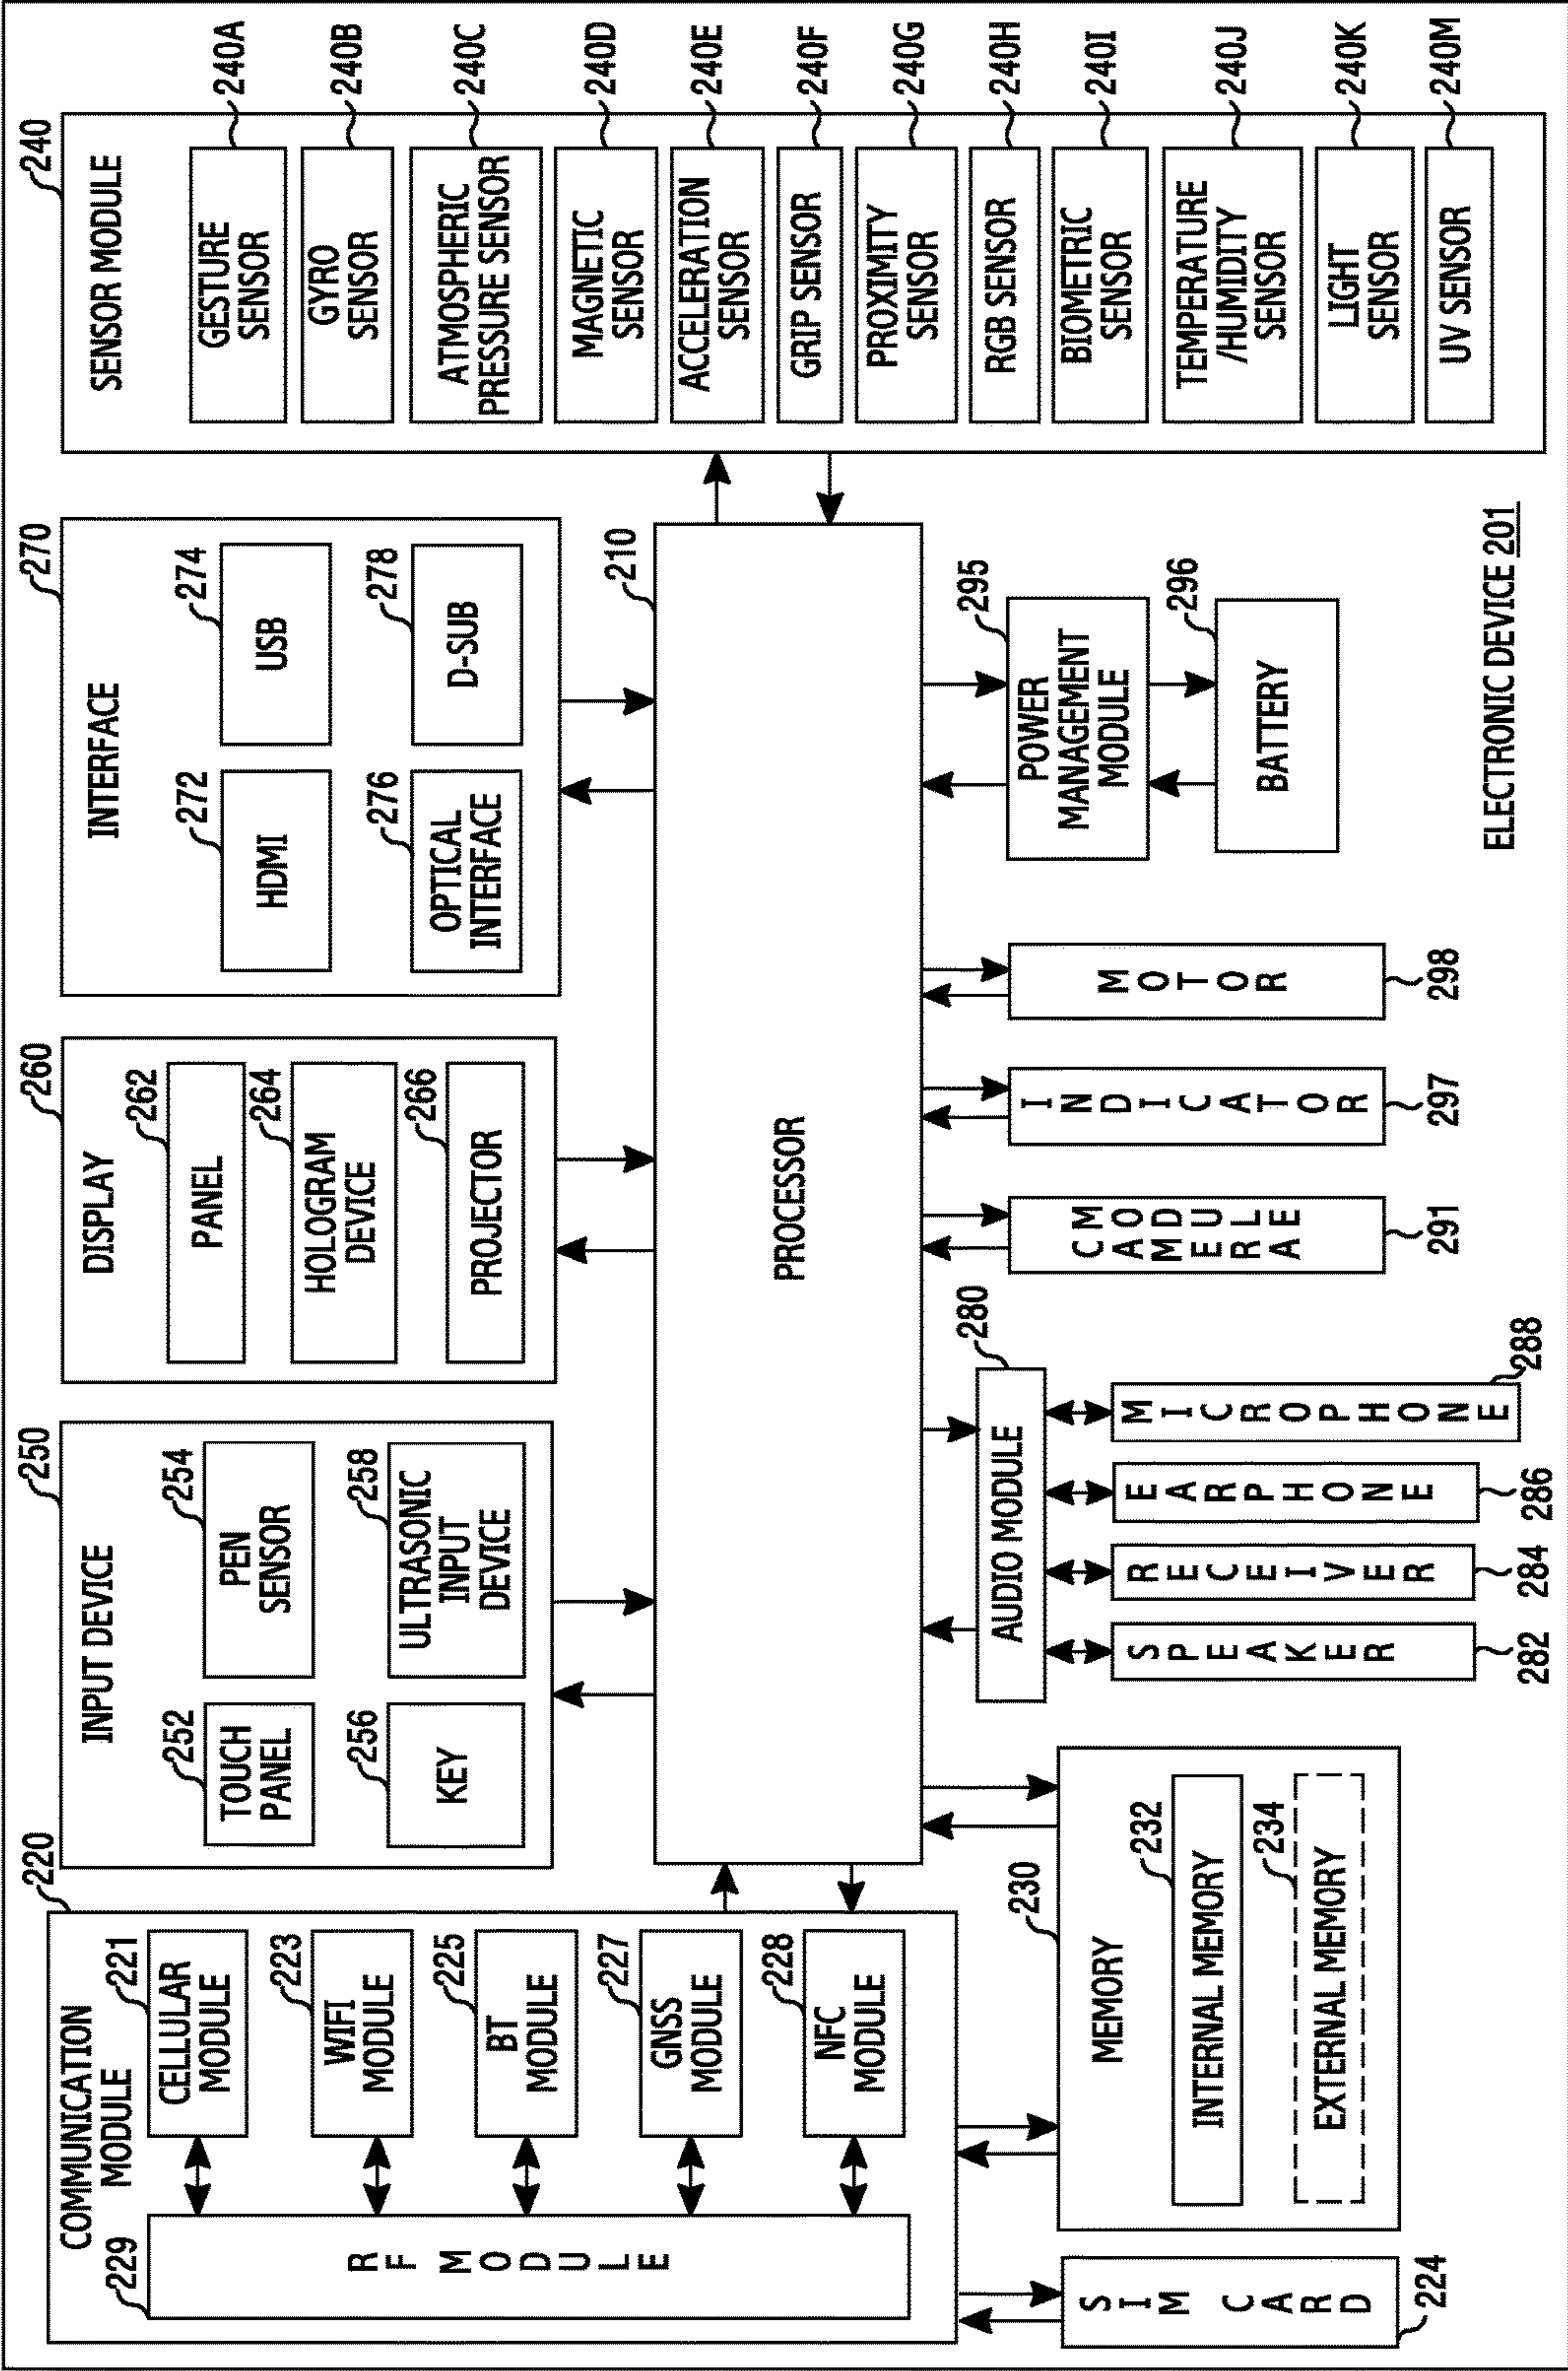 COMMUNICATION
MODULE
220
229
RF MODULE
221
CELLULAR
MODULE
223
WIFI
MODULE
225
BT
MODULE
227
GNSS
MODULE
228
NFC
MODULE
INPUT DEVICE
250
252
TOUCH
PANEL
254
PEN
SENSOR
256
KEY
258
ULTRASONIC
INPUT
DEVICE
DISPLAY
260
262
PANEL
264
HOLOGRAM
DEVICE
266
PROJECTOR
INTERFACE
270
272
HDMI
274
USB
276
OPTICAL
INTERFACE
278
D-SUB
240
SENSOR MODULE
GESTURE
SENSOR
240A
GYRO
SENSOR
240B
ATMOSPHERIC
PRESSURE SENSOR
240C
MAGNETIC
SENSOR
240D
ACCELERATION
SENSOR
240E
GRIP SENSOR
240F
PROXIMITY
SENSOR
240G
RGB SENSOR
240H
BIOMETRIC
SENSOR
240I
TEMPERATURE
/HUMIDITY
SENSOR
240J
LIGHT
SENSOR
240K
UV SENSOR
240M
PROCESSOR
210
SIM CARD
224
230
MEMORY
232
INTERNAL MEMORY
234
EXTERNAL MEMORY
AUDIO MODULE
280
SPEAKER
282
RECEIVER
284
EARPHONE
286
MICROPHONE
288
CAMERA
MODULE
291
INDICATOR
297
MOTOR
298
POWER
MANAGEMENT
MODULE
295
BATTERY
296
ELECTRONIC DEVICE 201